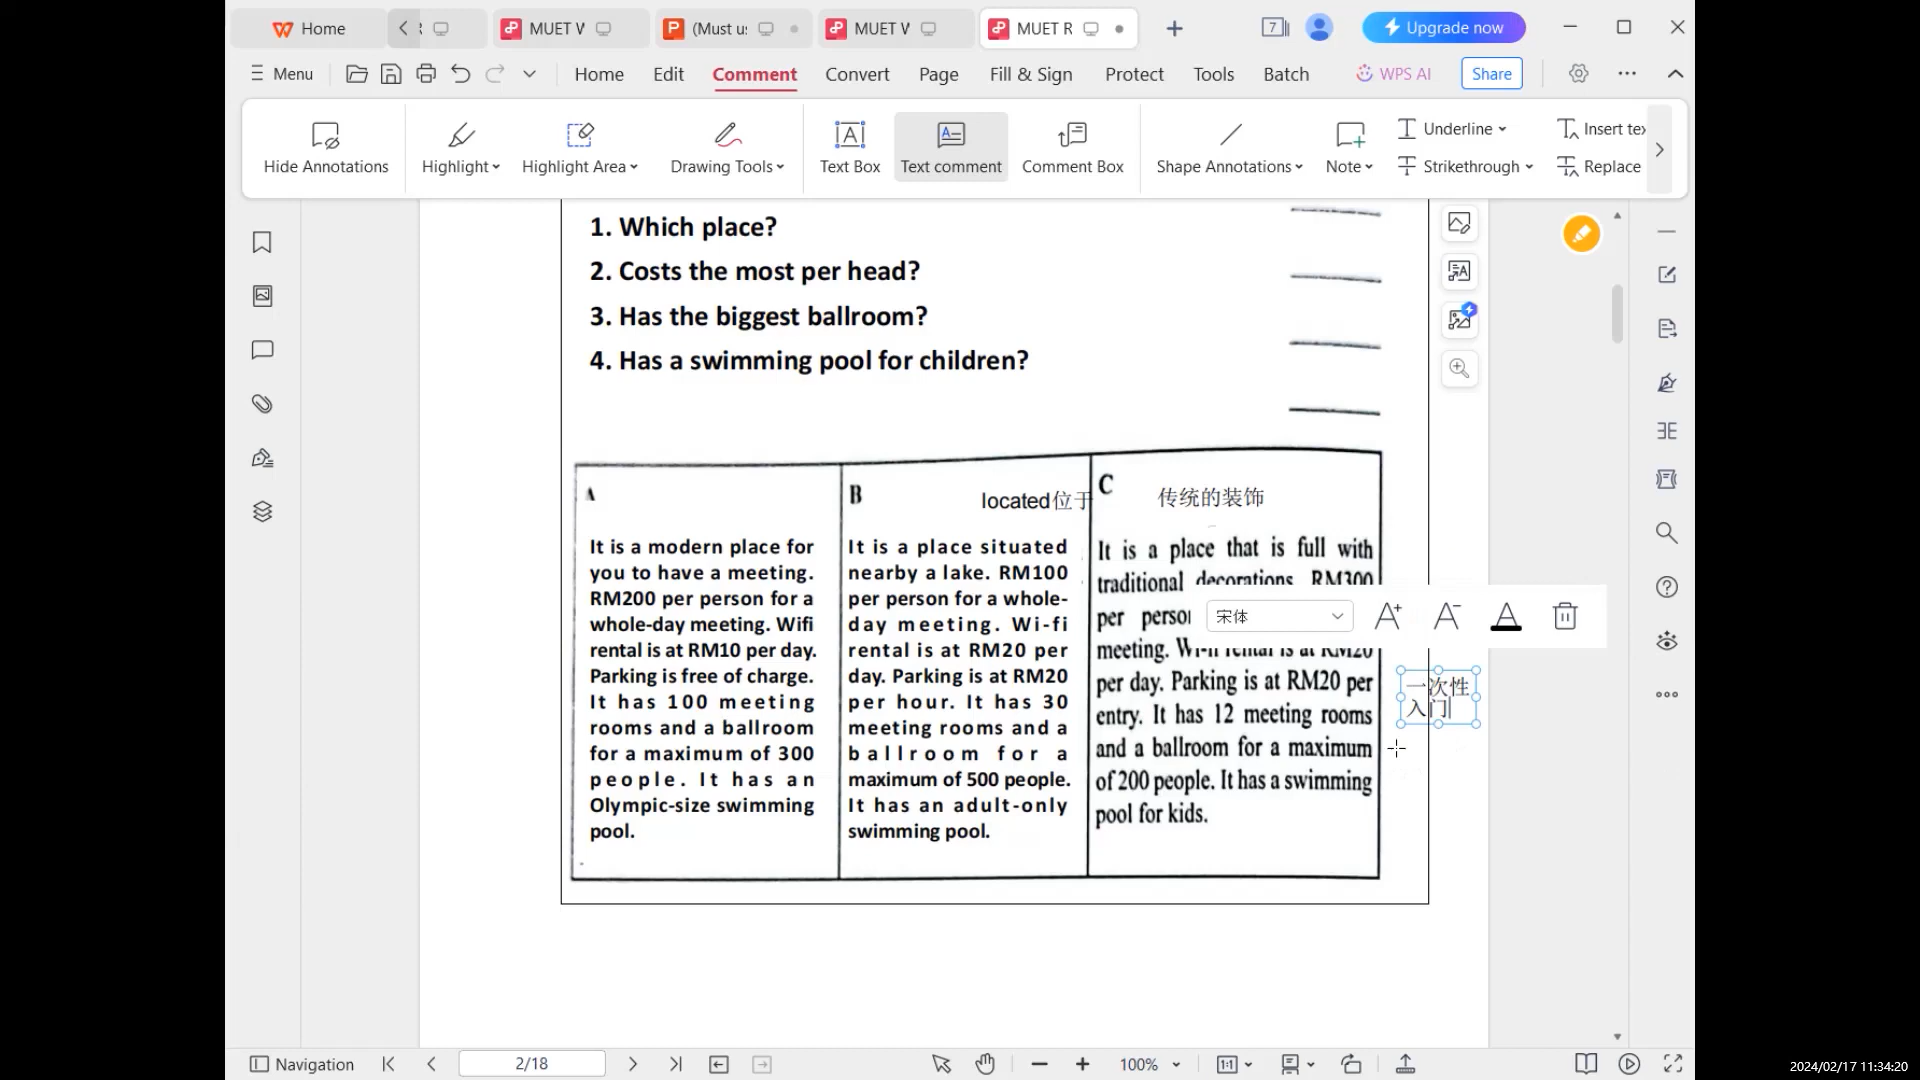 Home
MUET V
(Must u:
MUET V
MUET R
7
Upgrade now
Menu
Home
Edit
Comment
Convert
Page
Fill & Sign
Protect
Tools
Batch
WPS AI
Share
Hide Annotations
Highlight
Highlight Area
Drawing Tools
Text Box
Text comment
Comment Box
Shape Annotations
Note
Underline
Strikethrough
Insert tex
Replace
1. Which place?
2. Costs the most per head?
3. Has the biggest ballroom?
4. Has a swimming pool for children?
A
It is a modern place for
you to have a meeting.
RM200 per person for a
whole-day meeting. Wifi
rental is at RM10 per day.
Parking is free of charge.
It has 100 meeting
rooms and a ballroom
for a maximum of 300
people. It has an
Olympic-size swimming
pool.
B
located位于
It is a place situated
nearby a lake. RM100
per person for a whole-
day meeting. Wi-fi
rental is at RM20 per
day. Parking is at RM20
per hour. It has 30
meeting rooms and a
ballroom for a
maximum of 500 people.
It has an adult-only
swimming pool.
C
传统的装饰
It is a place that is full with
traditional decorations. RM300
per person
meeting. Wi-fi rental is at RM20
per day. Parking is at RM20 per
entry. It has 12 meeting rooms
and a ballroom for a maximum
of 200 people. It has a swimming
pool for kids.
宋体
一次性
入门
Navigation
2/18
100%
2024/02/17 11:34:20